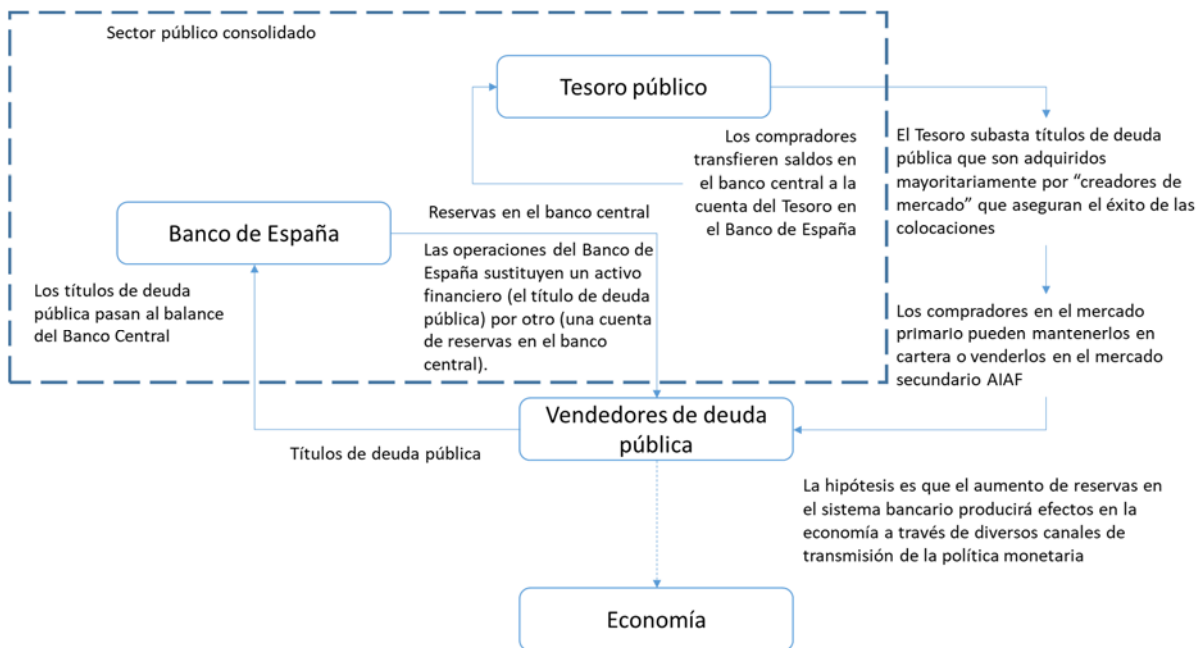 Sector público consolidado
Tesoro público
Los compradores
transfieren saldos en
el banco central a la
cuenta del Tesoro en
el Banco de España
El Tesoro subasta títulos de deuda
pública que son adquiridos
mayoritariamente por “creadores de
mercado” que aseguran el éxito de las
colocaciones
Banco de España
Reservas en el banco central
Las operaciones del Banco de
España sustituyen un activo
financiero (el título de deuda
pública) por otro (una cuenta
de reservas en el banco
central).
Los títulos de deuda
pública pasan al balance
del Banco Central
Los compradores en el mercado
primario pueden mantenerlos en
cartera o venderlos en el mercado
secundario AIAF
Vendedores de deuda
pública
Títulos de deuda pública
La hipótesis es que el aumento de reservas en
el sistema bancario producirá efectos en la
economía a través de diversos canales de
transmisión de la política monetaria
Economía